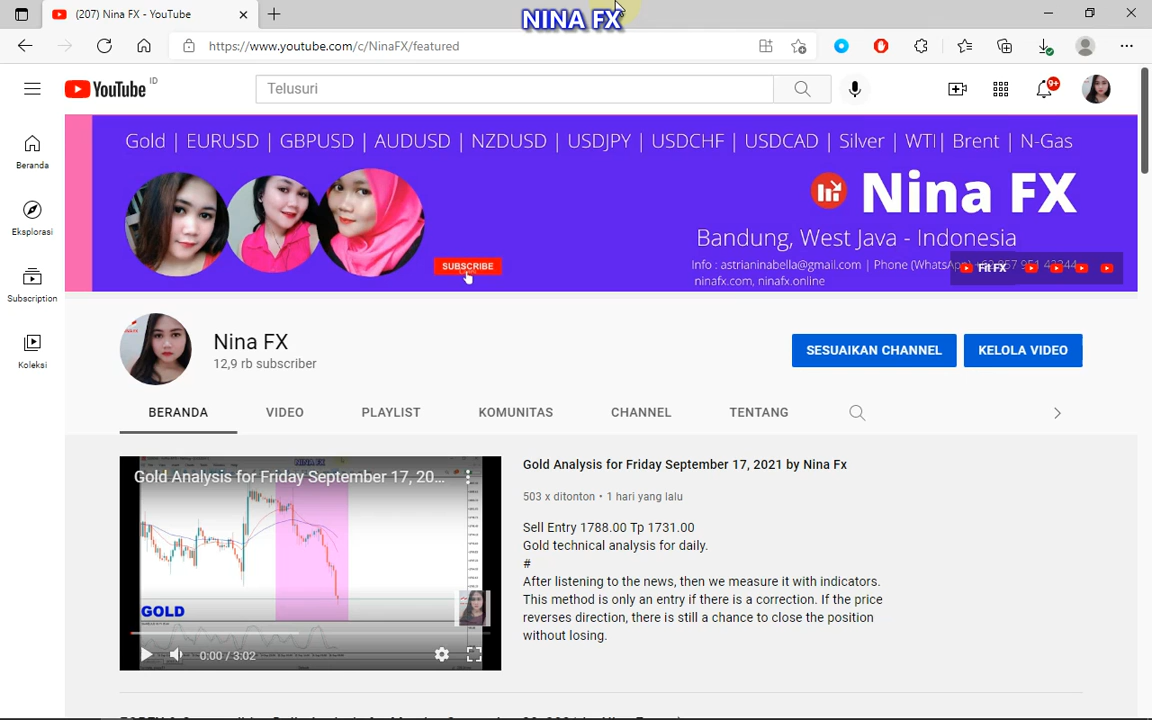 (207) Nina FX - YouTube
NINA FX
https://www.youtube.com/c/NinaFX/featured
YouTube ID
Telusuri
9+
Beranda
Eksplorasi
Subscription
Koleksi
Gold | EURUSD | GBPUSD | AUDUSD | NZDUSD | USDJPY | USDCHF | USDCAD | Silver | WTI | Brent | N-Gas
Nina FX
Bandung, West Java - Indonesia
SUBSCRIBE
Info : astrianinabella@gmail.com | Phone (WhatsApp)
Fit FX
ninafx.com, ninafx.online
Nina FX
12,9 rb subscriber
SESUAIKAN CHANNEL
KELOLA VIDEO
BERANDA VIDEO PLAYLIST KOMUNITAS CHANNEL TENTANG
Gold Analysis for Friday September 17, 20...
NINA FX
GOLD
0:00 / 3:02
Gold Analysis for Friday September 17, 2021 by Nina Fx
503 x ditonton • 1 hari yang lalu
Sell Entry 1788.00 Tp 1731.00
Gold technical analysis for daily.
#
After listening to the news, then we measure it with indicators.
This method is only an entry if there is a correction. If the price
reverses direction, there is still a chance to close the position
without losing.